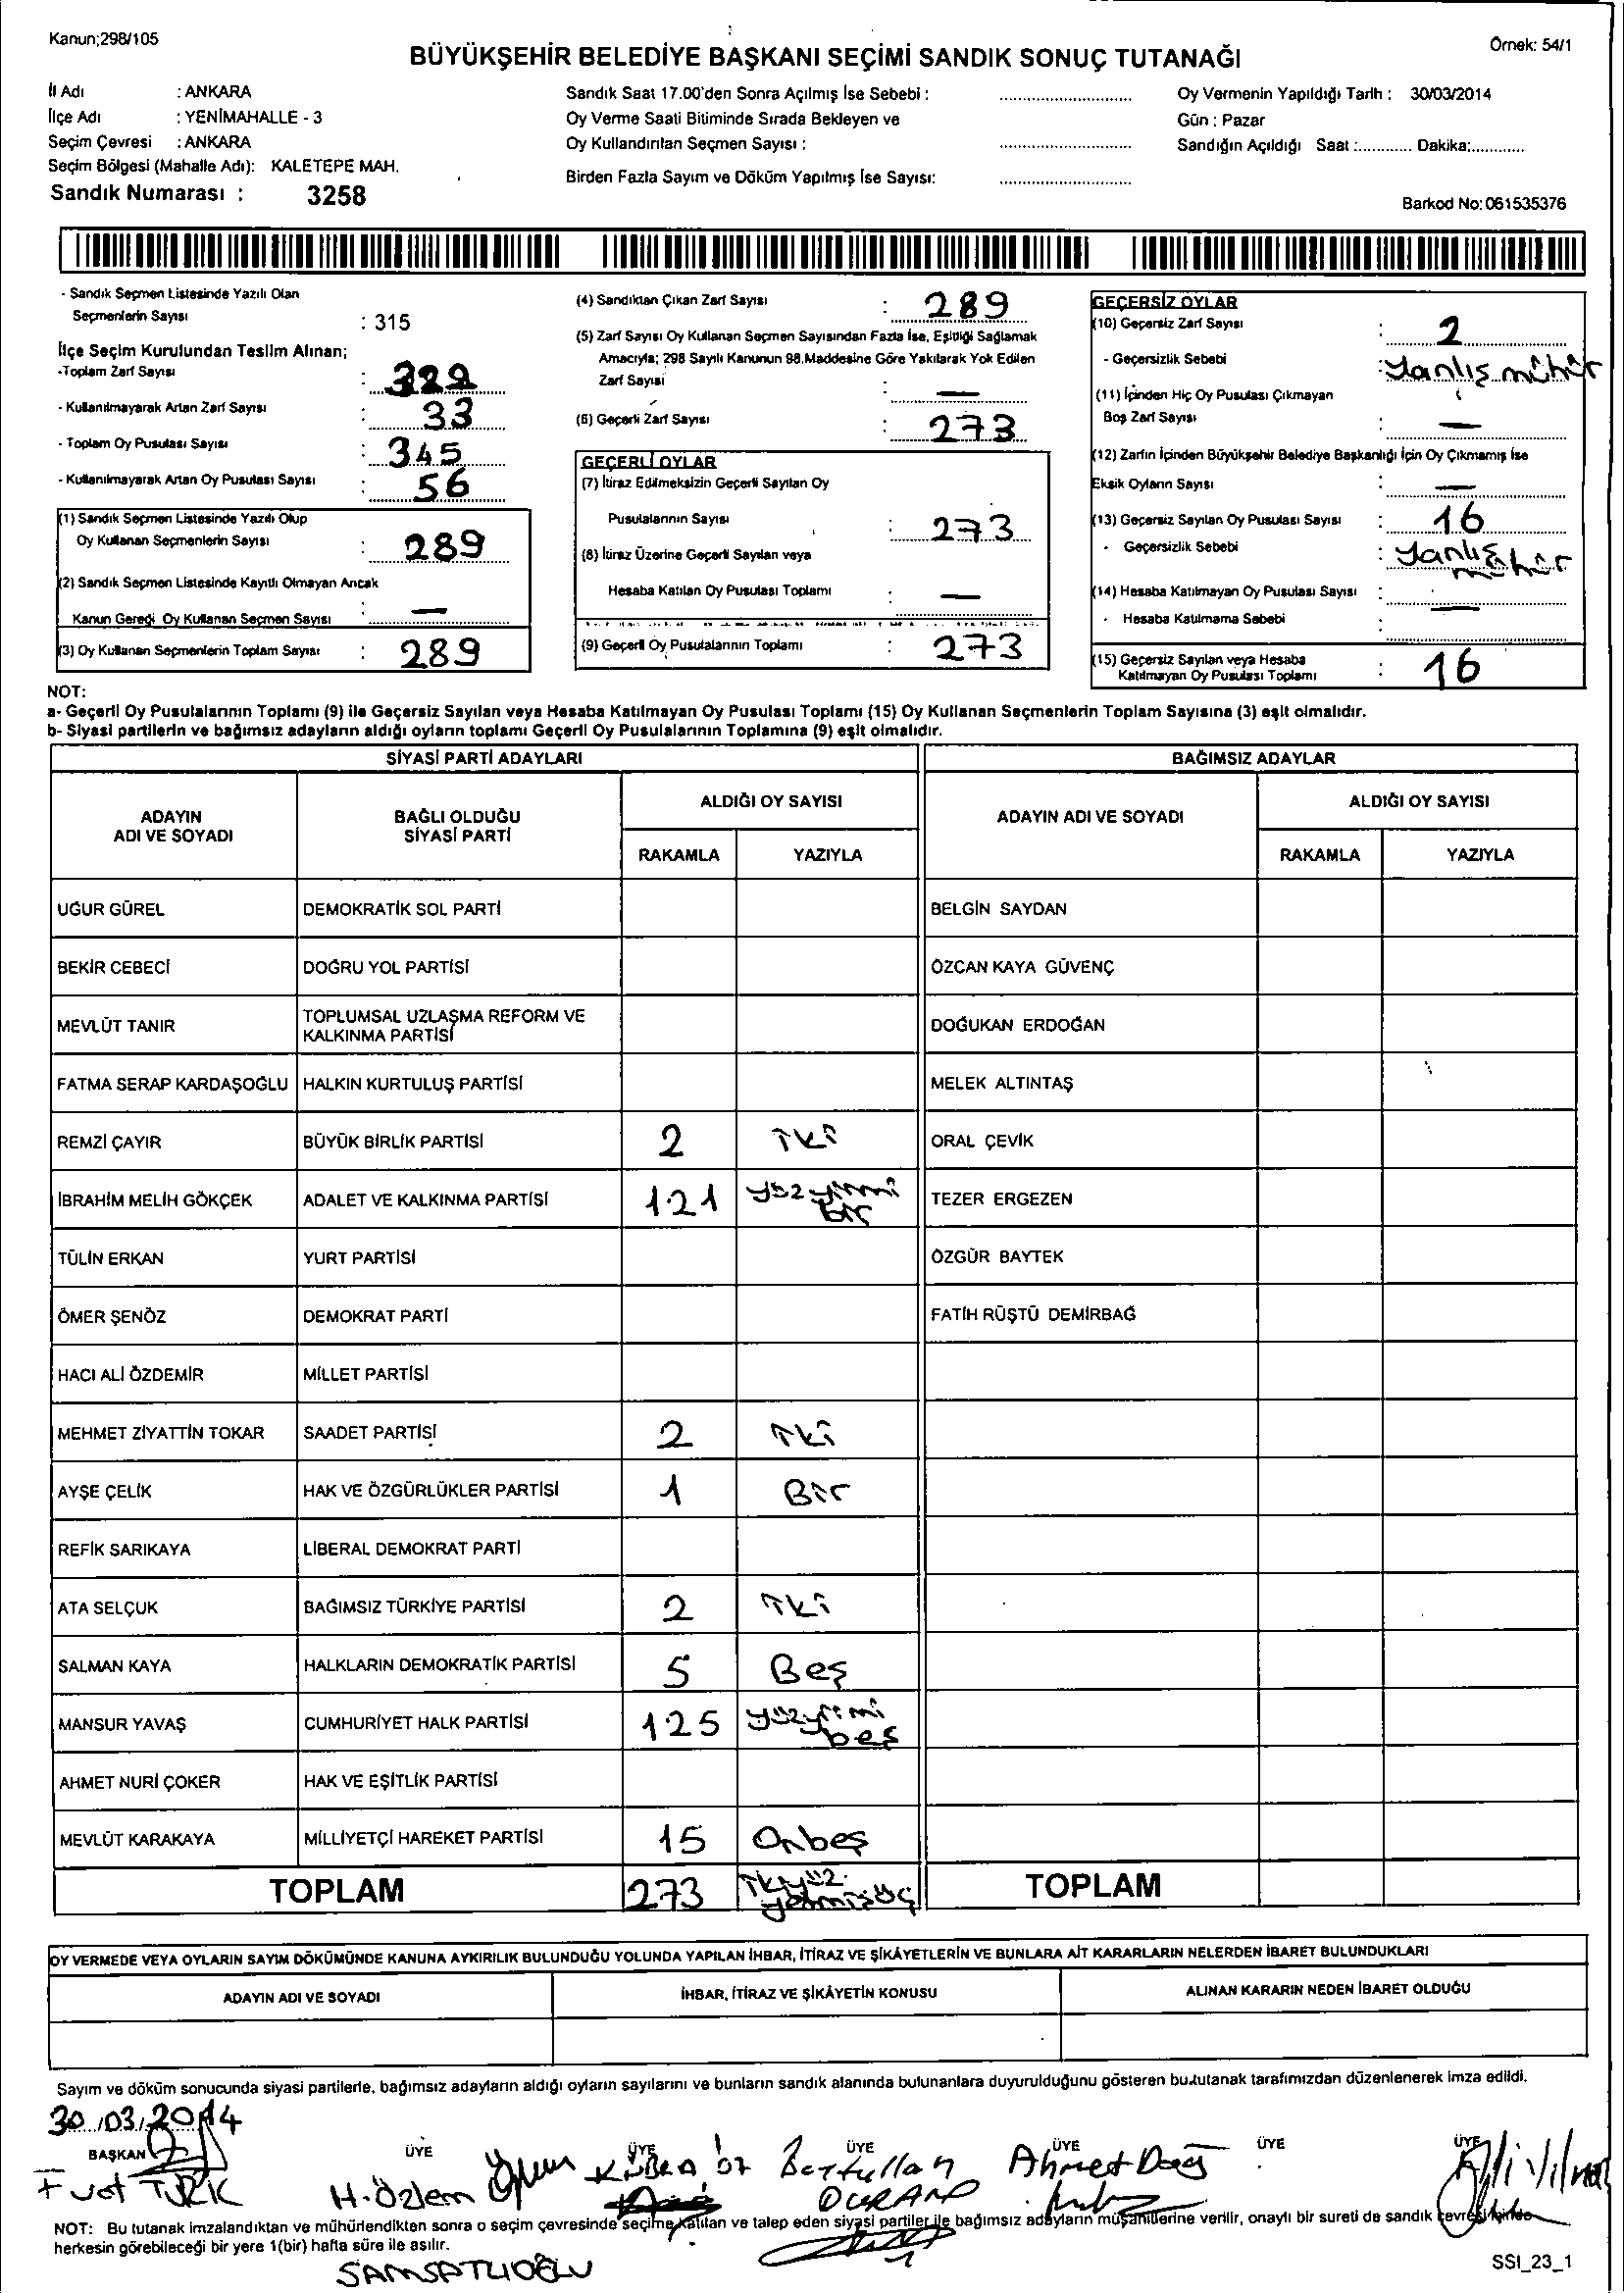 Kanun;298/105
Örnek: 54/1
BÜYÜKŞEHİR BELEDİYE BAŞKANI SEÇİMİ SANDIK SONUÇ TUTANAĞI
İl Adı : ANKARA
İlçe Adı : YENİMAHALLE - 3
Seçim Çevresi : ANKARA
Seçim Bölgesi (Mahalle Adı): KALETEPE MAH.
Sandık Numarası : 3258
Sandık Saat 17.00'den Sonra Açılmış İse Sebebi :
Oy Verme Saati Bitiminde Sırada Bekleyen ve
Oy Kullandırılan Seçmen Sayısı :
Birden Fazla Sayım ve Döküm Yapılmış İse Sayısı:
Oy Vermenin Yapıldığı Tarih : 30/03/2014
Gün : Pazar
Sandığın Açıldığı Saat :............ Dakika:............
Barkod No: 061535376
- Sandık Seçmen Listesinde Yazılı Olan
Seçmenlerin Sayısı : 315
İlçe Seçim Kurulundan Teslim Alınan;
-Toplam Zarf Sayısı : 322
- Kullanılmayarak Artan Zarf Sayısı : 33
- Toplam Oy Pusulası Sayısı : 345
- Kullanılmayarak Artan Oy Pusulası Sayısı : 56
(1) Sandık Seçmen Listesinde Yazılı Olup
Oy Kullanan Seçmenlerin Sayısı : 289
(2) Sandık Seçmen Listesinde Kayıtlı Olmayan Ancak
Kanun Gereği Oy Kullanan Seçmen Sayısı : —
(3) Oy Kullanan Seçmenlerin Toplam Sayısı : 289
(4) Sandıktan Çıkan Zarf Sayısı : 289
(5) Zarf Sayısı Oy Kullanan Seçmen Sayısından Fazla İse, Eşitliği Sağlamak
Amacıyla; 298 Sayılı Kanunun 98.Maddesine Göre Yakılarak Yok Edilen
Zarf Sayısı : —
(6) Geçerli Zarf Sayısı : 273
GEÇERLİ OYLAR
(7) İtiraz Edilmeksizin Geçerli Sayılan Oy
Pusulalarının Sayısı : 273
(8) İtiraz Üzerine Geçerli Sayılan veya
Hesaba Katılan Oy Pusulası Toplamı : —
(9) Geçerli Oy Pusulalarının Toplamı : 273
GEÇERSİZ OYLAR
(10) Geçersiz Zarf Sayısı : 2
- Geçersizlik Sebebi : Yanlış mühür
(11) İçinden Hiç Oy Pusulası Çıkmayan
Boş Zarf Sayısı : —
(12) Zarfın İçinden Büyükşehir Belediye Başkanlığı İçin Oy Çıkmamış İse
Eksik Oyların Sayısı : —
(13) Geçersiz Sayılan Oy Pusulası Sayısı : 16
- Geçersizlik Sebebi : Yanlış mühür
(14) Hesaba Katılmayan Oy Pusulası Sayısı : —
- Hesaba Katılmama Sebebi :
(15) Geçersiz Sayılan veya Hesaba
Katılmayan Oy Pusulası Toplamı : 16
NOT:
a- Geçerli Oy Pusulalarının Toplamı (9) ile Geçersiz Sayılan veya Hesaba Katılmayan Oy Pusulası Toplamı (15) Oy Kullanan Seçmenlerin Toplam Sayısına (3) eşit olmalıdır.
b- Siyasi partilerin ve bağımsız adayların aldığı oyların toplamı Geçerli Oy Pusulalarının Toplamına (9) eşit olmalıdır.
SİYASİ PARTİ ADAYLARI
BAĞIMSIZ ADAYLAR
ADAYIN ADI VE SOYADI
BAĞLI OLDUĞU SİYASİ PARTİ
ALDIĞI OY SAYISI
RAKAMLA YAZIYLA
ADAYIN ADI VE SOYADI
ALDIĞI OY SAYISI
RAKAMLA YAZIYLA
UĞUR GÜREL DEMOKRATİK SOL PARTİ BELGİN SAYDAN
BEKİR CEBECİ DOĞRU YOL PARTİSİ ÖZCAN KAYA GÜVENÇ
MEVLÜT TANIR TOPLUMSAL UZLAŞMA REFORM VE KALKINMA PARTİSİ DOĞUKAN ERDOĞAN
FATMA SERAP KARDAŞOĞLU HALKIN KURTULUŞ PARTİSİ MELEK ALTINTAŞ
REMZİ ÇAYIR BÜYÜK BİRLİK PARTİSİ 2 İki ORAL ÇEVİK
İBRAHİM MELİH GÖKÇEK ADALET VE KALKINMA PARTİSİ 121 yüz yirmi bir TEZER ERGEZEN
TÜLİN ERKAN YURT PARTİSİ ÖZGÜR BAYTEK
ÖMER ŞENÖZ DEMOKRAT PARTİ FATİH RÜŞTÜ DEMİRBAĞ
HACI ALİ ÖZDEMİR MİLLET PARTİSİ
MEHMET ZİYATTİN TOKAR SAADET PARTİSİ 2 İki
AYŞE ÇELİK HAK VE ÖZGÜRLÜKLER PARTİSİ 1 Bir
REFİK SARIKAYA LİBERAL DEMOKRAT PARTİ
ATA SELÇUK BAĞIMSIZ TÜRKİYE PARTİSİ 2 İki
SALMAN KAYA HALKLARIN DEMOKRATİK PARTİSİ 5 Beş
MANSUR YAVAŞ CUMHURİYET HALK PARTİSİ 125 yüzyirmi beş
AHMET NURİ ÇOKER HAK VE EŞİTLİK PARTİSİ
MEVLÜT KARAKAYA MİLLİYETÇİ HAREKET PARTİSİ 15 Onbeş
TOPLAM 273 İkiyüz yetmişüç TOPLAM
OY VERMEDE VEYA OYLARIN SAYIM DÖKÜMÜNDE KANUNA AYKIRILIK BULUNDUĞU YOLUNDA YAPILAN İHBAR, İTİRAZ VE ŞİKÂYETLERİN VE BUNLARA AİT KARARLARIN NELERDEN İBARET BULUNDUKLARI
ADAYIN ADI VE SOYADI İHBAR, İTİRAZ VE ŞİKÂYETİN KONUSU ALINAN KARARIN NEDEN İBARET OLDUĞU
Sayım ve döküm sonucunda siyasi partilerle, bağımsız adayların aldığı oyların sayılarını ve bunların sandık alanında bulunanlara duyurulduğunu gösteren bu tutanak tarafımızdan düzenlenerek imza edildi.
30/03/2014
BAŞKAN ÜYE ÜYE ÜYE ÜYE ÜYE ÜYE
TÜRK H. Özlem KÜBRA Ahmet Dağ
DURAN
NOT: Bu tutanak imzalandıktan ve mühürlendikten sonra o seçim çevresinde seçime katılan ve talep eden siyasi partiler ile bağımsız adayların müşahitlerine verilir, onaylı bir sureti de sandık çevresinde
herkesin görebileceği bir yere 1(bir) hafta süre ile asılır.
SAMSATLIOĞLU
SSI_23_1